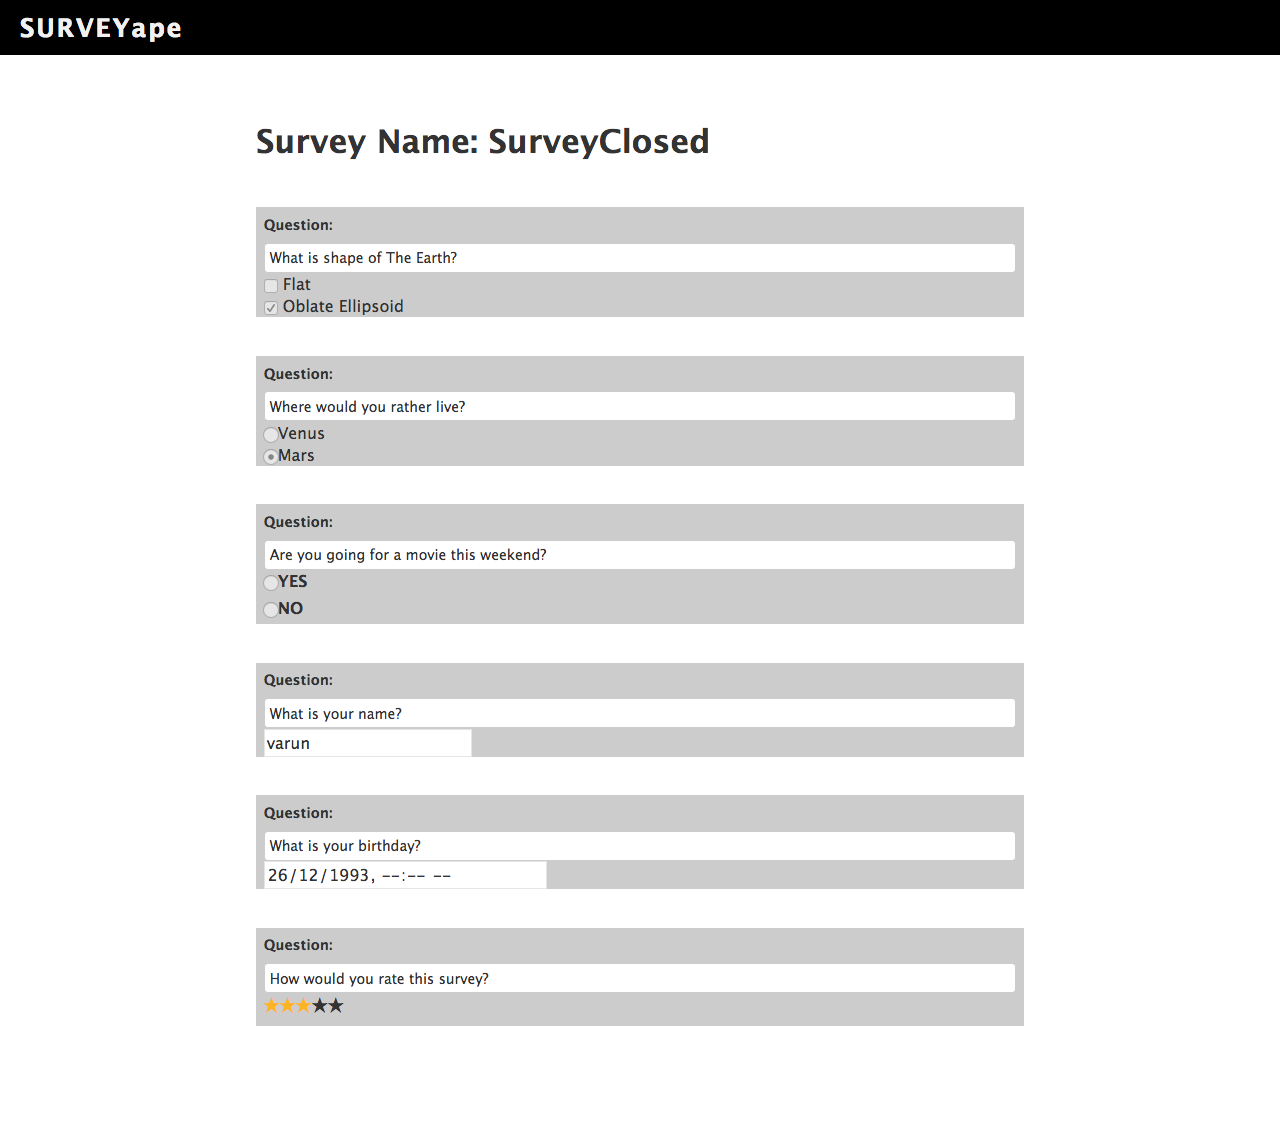 SURVEYape
Survey Name: SurveyClosed
Question:
What is shape of The Earth?
Flat
Oblate Ellipsoid
Question:
Where would you rather live?
Venus
Mars
Question:
Are you going for a movie this weekend?
YES
NO
Question:
What is your name?
varun
Question:
What is your birthday?
26/12/1993, --:-- --
Question:
How would you rate this survey?